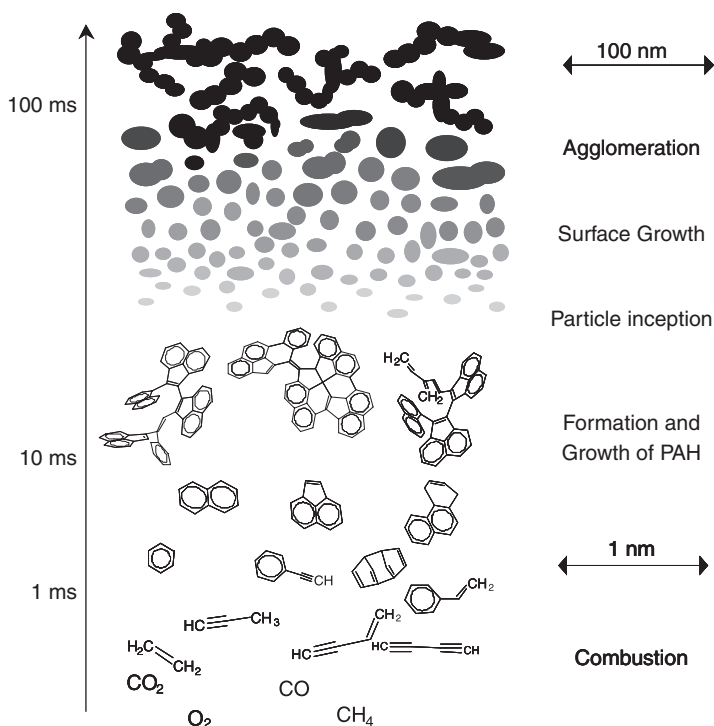 100 nm
100 ms
Agglomeration
Surface Growth
Particle inception
H₂C
CH₂
Formation and
Growth of PAH
10 ms
1 nm
CH
CH₂
1 ms
HC CH₃
CH₂
HC HC CH
H₂C
CH₂
Combustion
CO₂ CO
O₂ CH₄